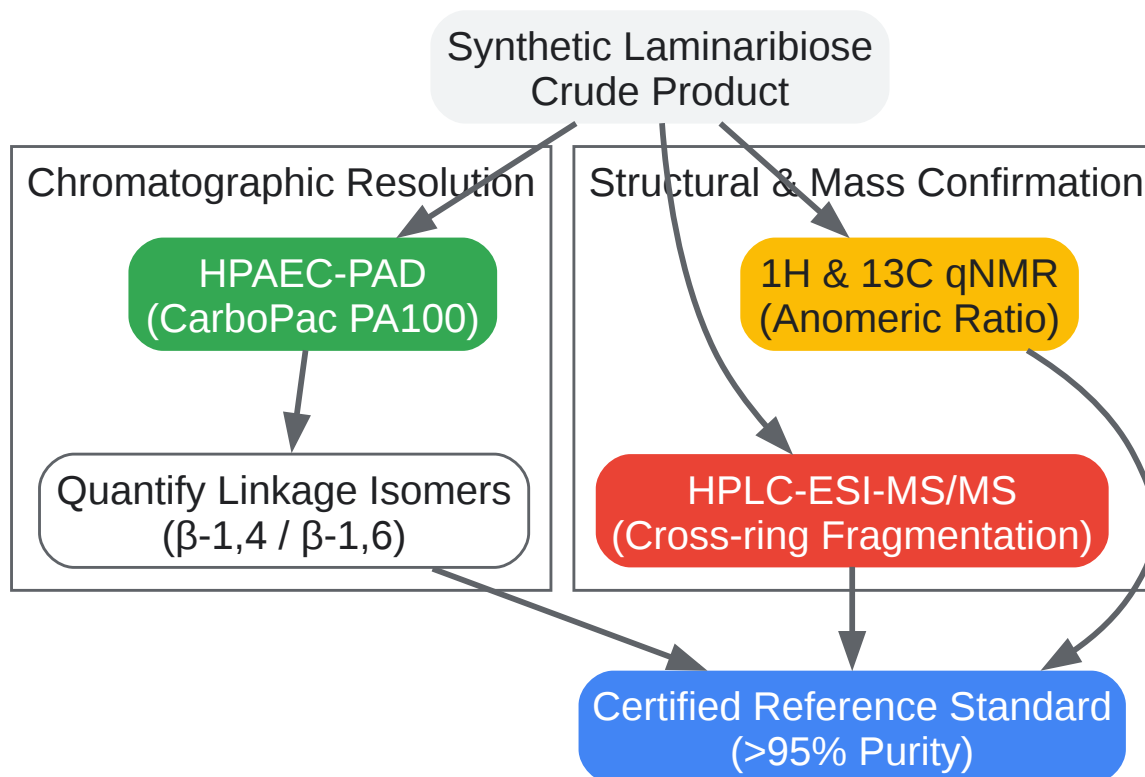 Synthetic Laminaribiose
Crude Product
Chromatographic Resolution
Structural & Mass Confirmation
HPAEC-PAD
(CarboPac PA100)
1H & 13C qNMR
(Anomeric Ratio)
Quantify Linkage Isomers
(β-1,4 / β-1,6)
HPLC-ESI-MS/MS
(Cross-ring Fragmentation)
Certified Reference Standard
(>95% Purity)